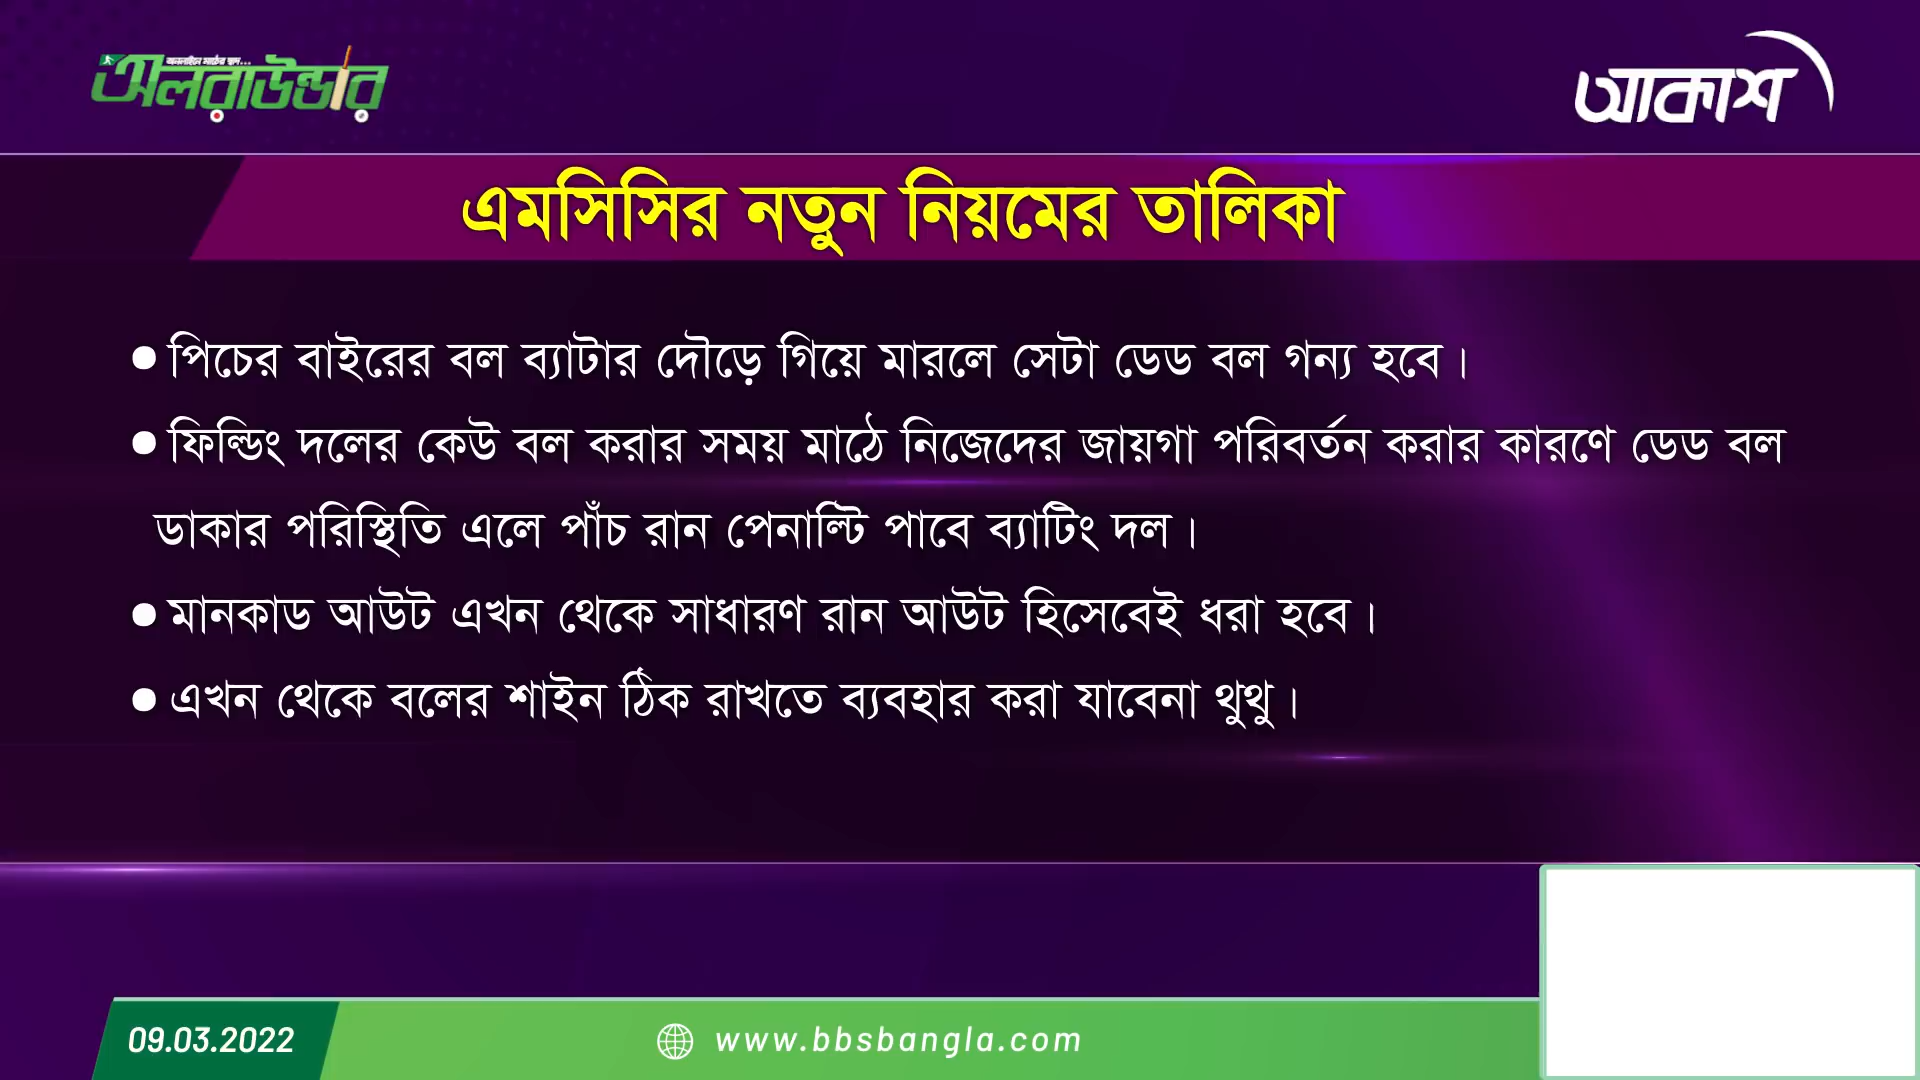 অনলাইনে মাঠের স্বাদ...
অলরাউন্ডার
আকাশ
এমসিসির নতুন নিয়মের তালিকা
• পিচের বাইরের বল ব্যাটার দৌড়ে গিয়ে মারলে সেটা ডেড বল গন্য হবে।
• ফিল্ডিং দলের কেউ বল করার সময় মাঠে নিজেদের জায়গা পরিবর্তন করার কারণে ডেড বল
ডাকার পরিস্থিতি এলে পাঁচ রান পেনাল্টি পাবে ব্যাটিং দল।
• মানকাড আউট এখন থেকে সাধারণ রান আউট হিসেবেই ধরা হবে।
• এখন থেকে বলের শাইন ঠিক রাখতে ব্যবহার করা যাবেনা থুথু।
09.03.2022
www.bbsbangla.com